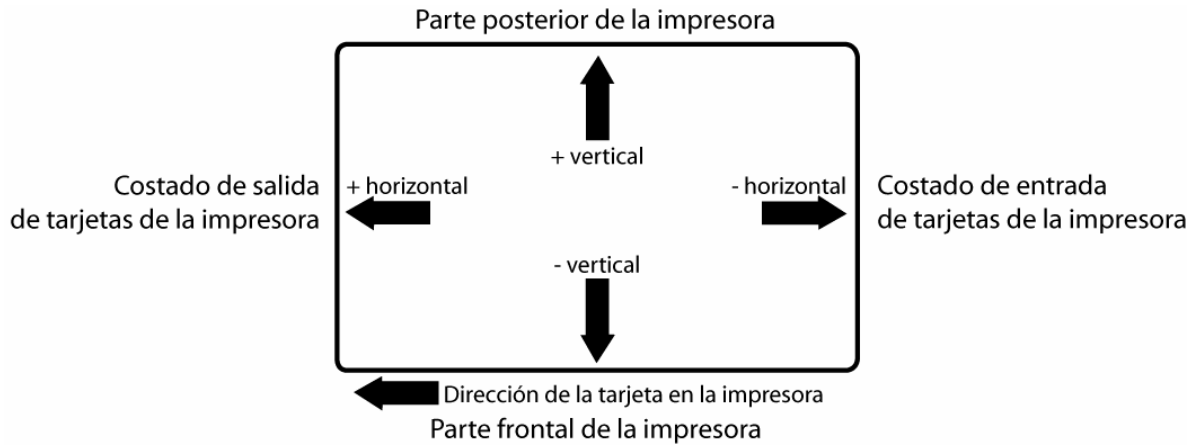 Parte posterior de la impresora
+ vertical
Costado de salida
de tarjetas de la impresora
+ horizontal
- horizontal
Costado de entrada
de tarjetas de la impresora
- vertical
Dirección de la tarjeta en la impresora
Parte frontal de la impresora